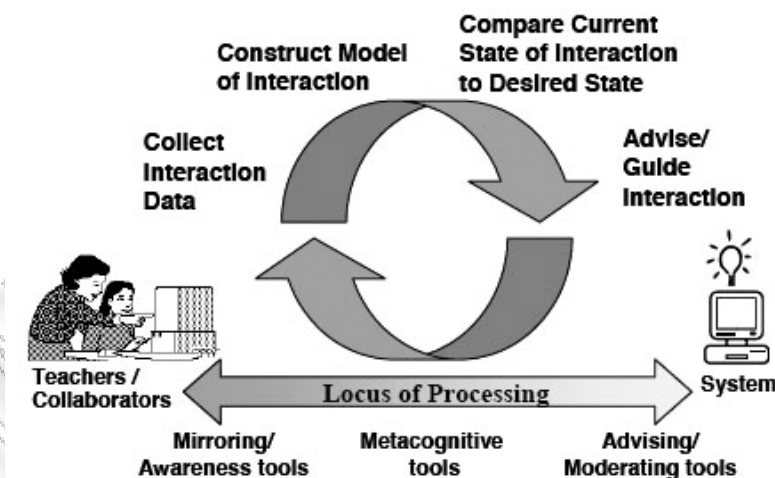 Construct Model
of Interaction
Compare Current
State of Interaction
to Desired State
Collect
Interaction
Data
Advise/
Guide
Interaction
Teachers /
Collaborators
Locus of Processing
System
Mirroring/
Awareness tools
Metacognitive
tools
Advising/
Moderating tools